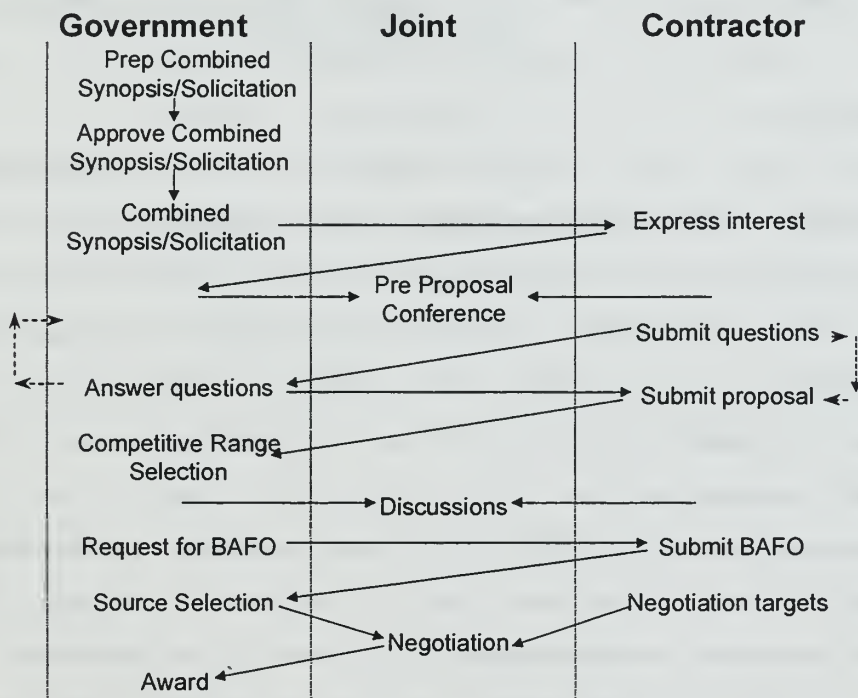 Government Joint Contractor
Prep Combined
Synopsis/Solicitation
Approve Combined
Synopsis/Solicitation
Combined
Synopsis/Solicitation
Express interest
Pre Proposal
Conference
Submit questions
Answer questions
Submit proposal
Competitive Range
Selection
Discussions
Request for BAFO
Submit BAFO
Source Selection
Negotiation targets
Negotiation
Award